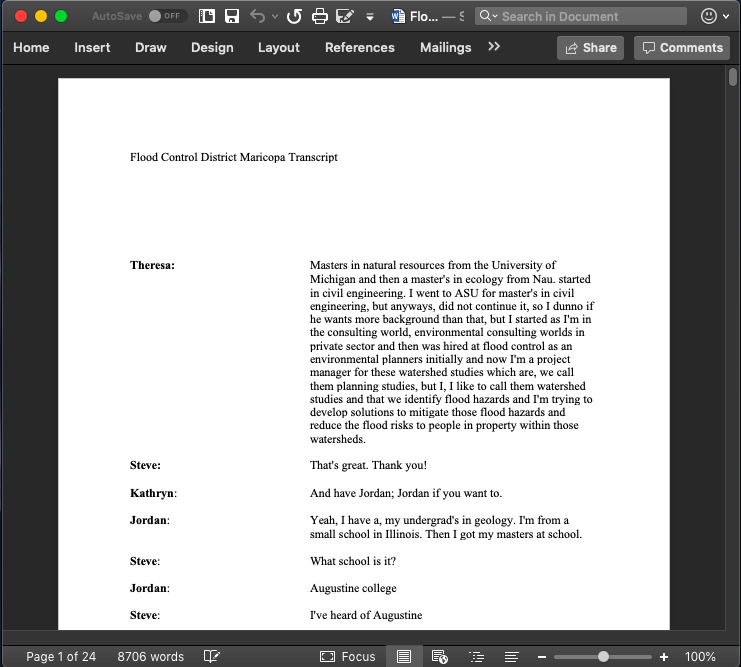 AutoSave OFF Flo... — S Search in Document
Home Insert Draw Design Layout References Mailings >> Share Comments
Flood Control District Maricopa Transcript
Theresa: Masters in natural resources from the University of
Michigan and then a master's in ecology from Nau. started
in civil engineering. I went to ASU for master's in civil
engineering, but anyways, did not continue it, so I dunno if
he wants more background than that, but I started as I'm in
the consulting world, environmental consulting worlds in
private sector and then was hired at flood control as an
environmental planners initially and now I'm a project
manager for these watershed studies which are, we call
them planning studies, but I, I like to call them watershed
studies and that we identify flood hazards and I'm trying to
develop solutions to mitigate those flood hazards and
reduce the flood risks to people in property within those
watersheds.
Steve: That's great. Thank you!
Kathryn: And have Jordan; Jordan if you want to.
Jordan: Yeah, I have a, my undergrad's in geology. I'm from a
small school in Illinois. Then I got my masters at school.
Steve: What school is it?
Jordan: Augustine college
Steve: I've heard of Augustine
Page 1 of 24 8706 words Focus 100%